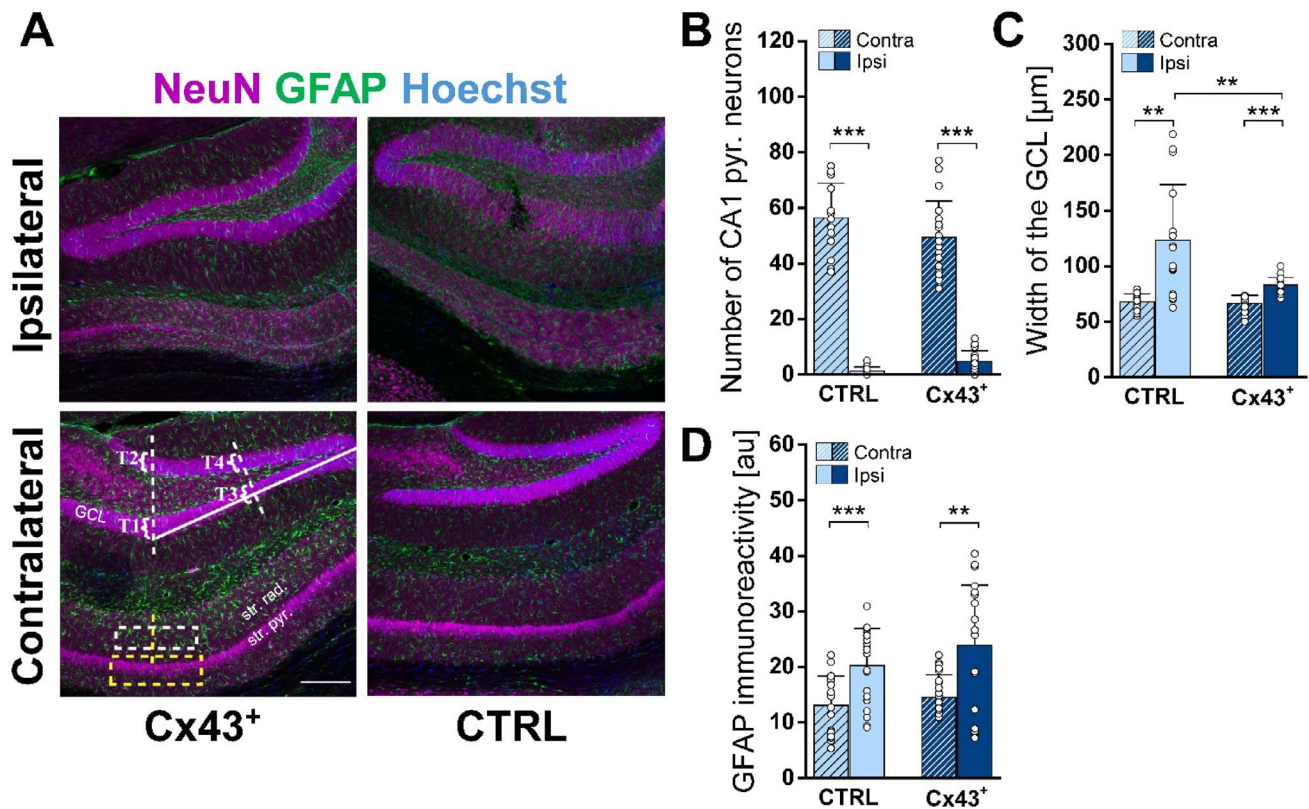 A
NeuN GFAP Hoechst
Ipsilateral
Contralateral
T2
T4
T3
GCL
T1
str. rad.
str. pyr.
Cx43⁺
CTRL
B
Number of CA1 pyr. neurons
120
100
80
60
40
20
0
Contra
Ipsi
***
***
CTRL
Cx43⁺
C
Width of the GCL [µm]
300
250
200
150
100
50
0
Contra
Ipsi
**
**
***
CTRL
Cx43⁺
D
GFAP immunoreactivity [au]
60
50
40
30
20
10
0
Contra
Ipsi
***
**
CTRL
Cx43⁺